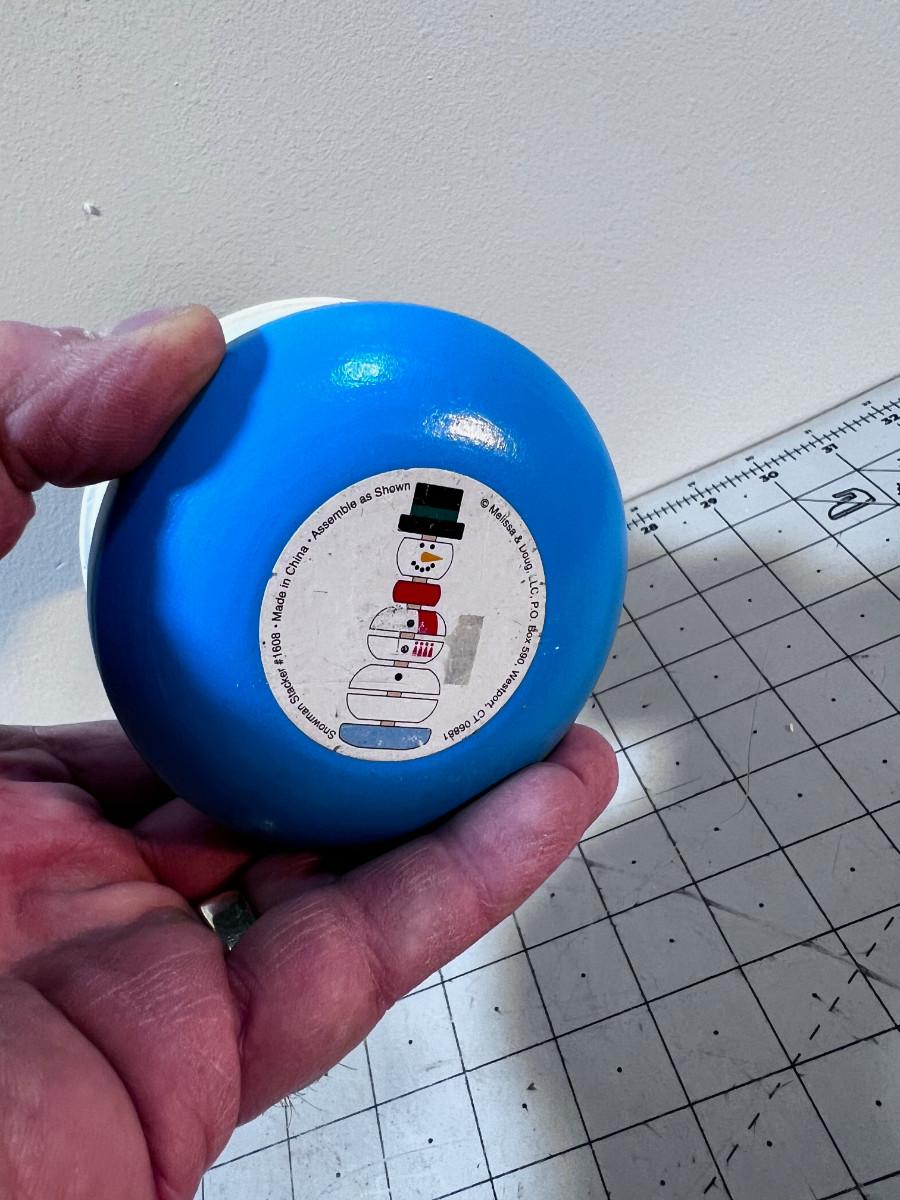 Snowman Stacker #1608 • Made in China • Assemble as Shown
© Melissa & Doug, LLC, P.O. Box 590, Westport, CT 06881
28 29 30 31 32